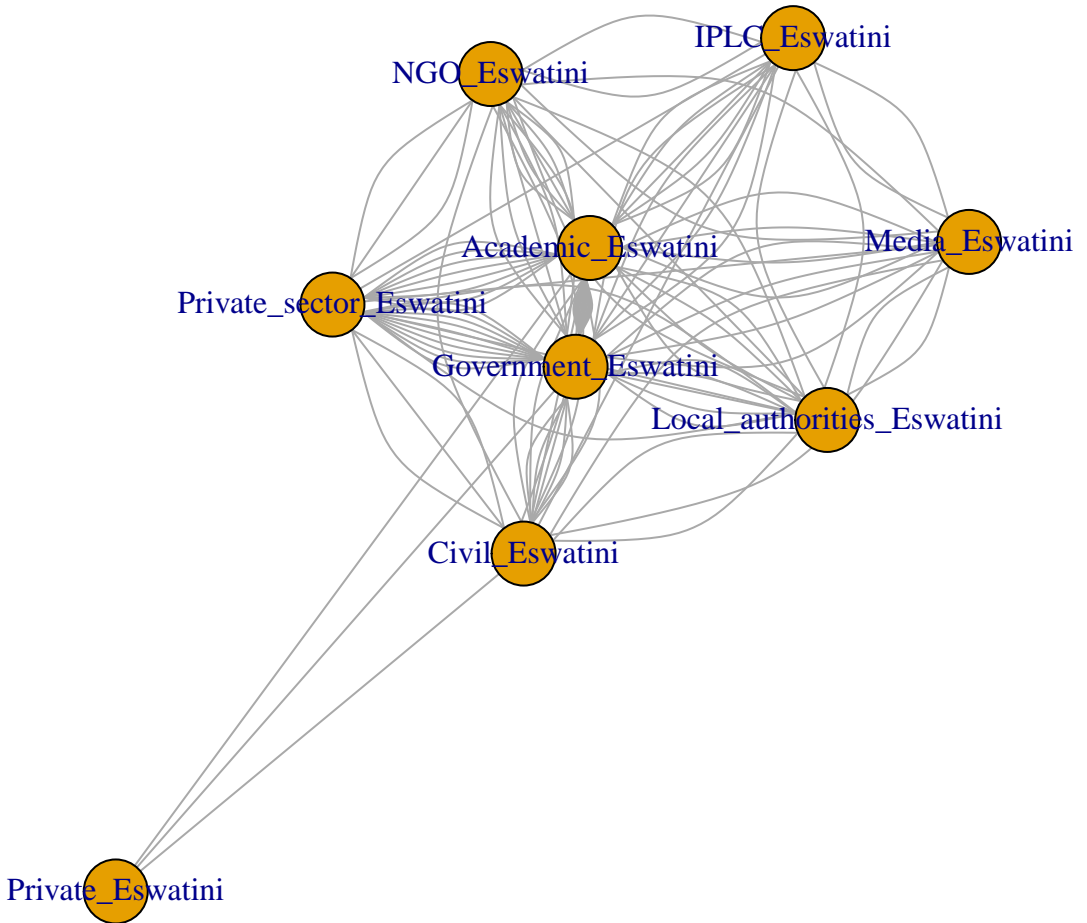 IPLC_Eswatini
NGO_Eswatini
Academic_Eswatini
Media_Eswatini
Private_sector_Eswatini
Government_Eswatini
Local_authorities_Eswatini
Civil_Eswatini
Private_Eswatini